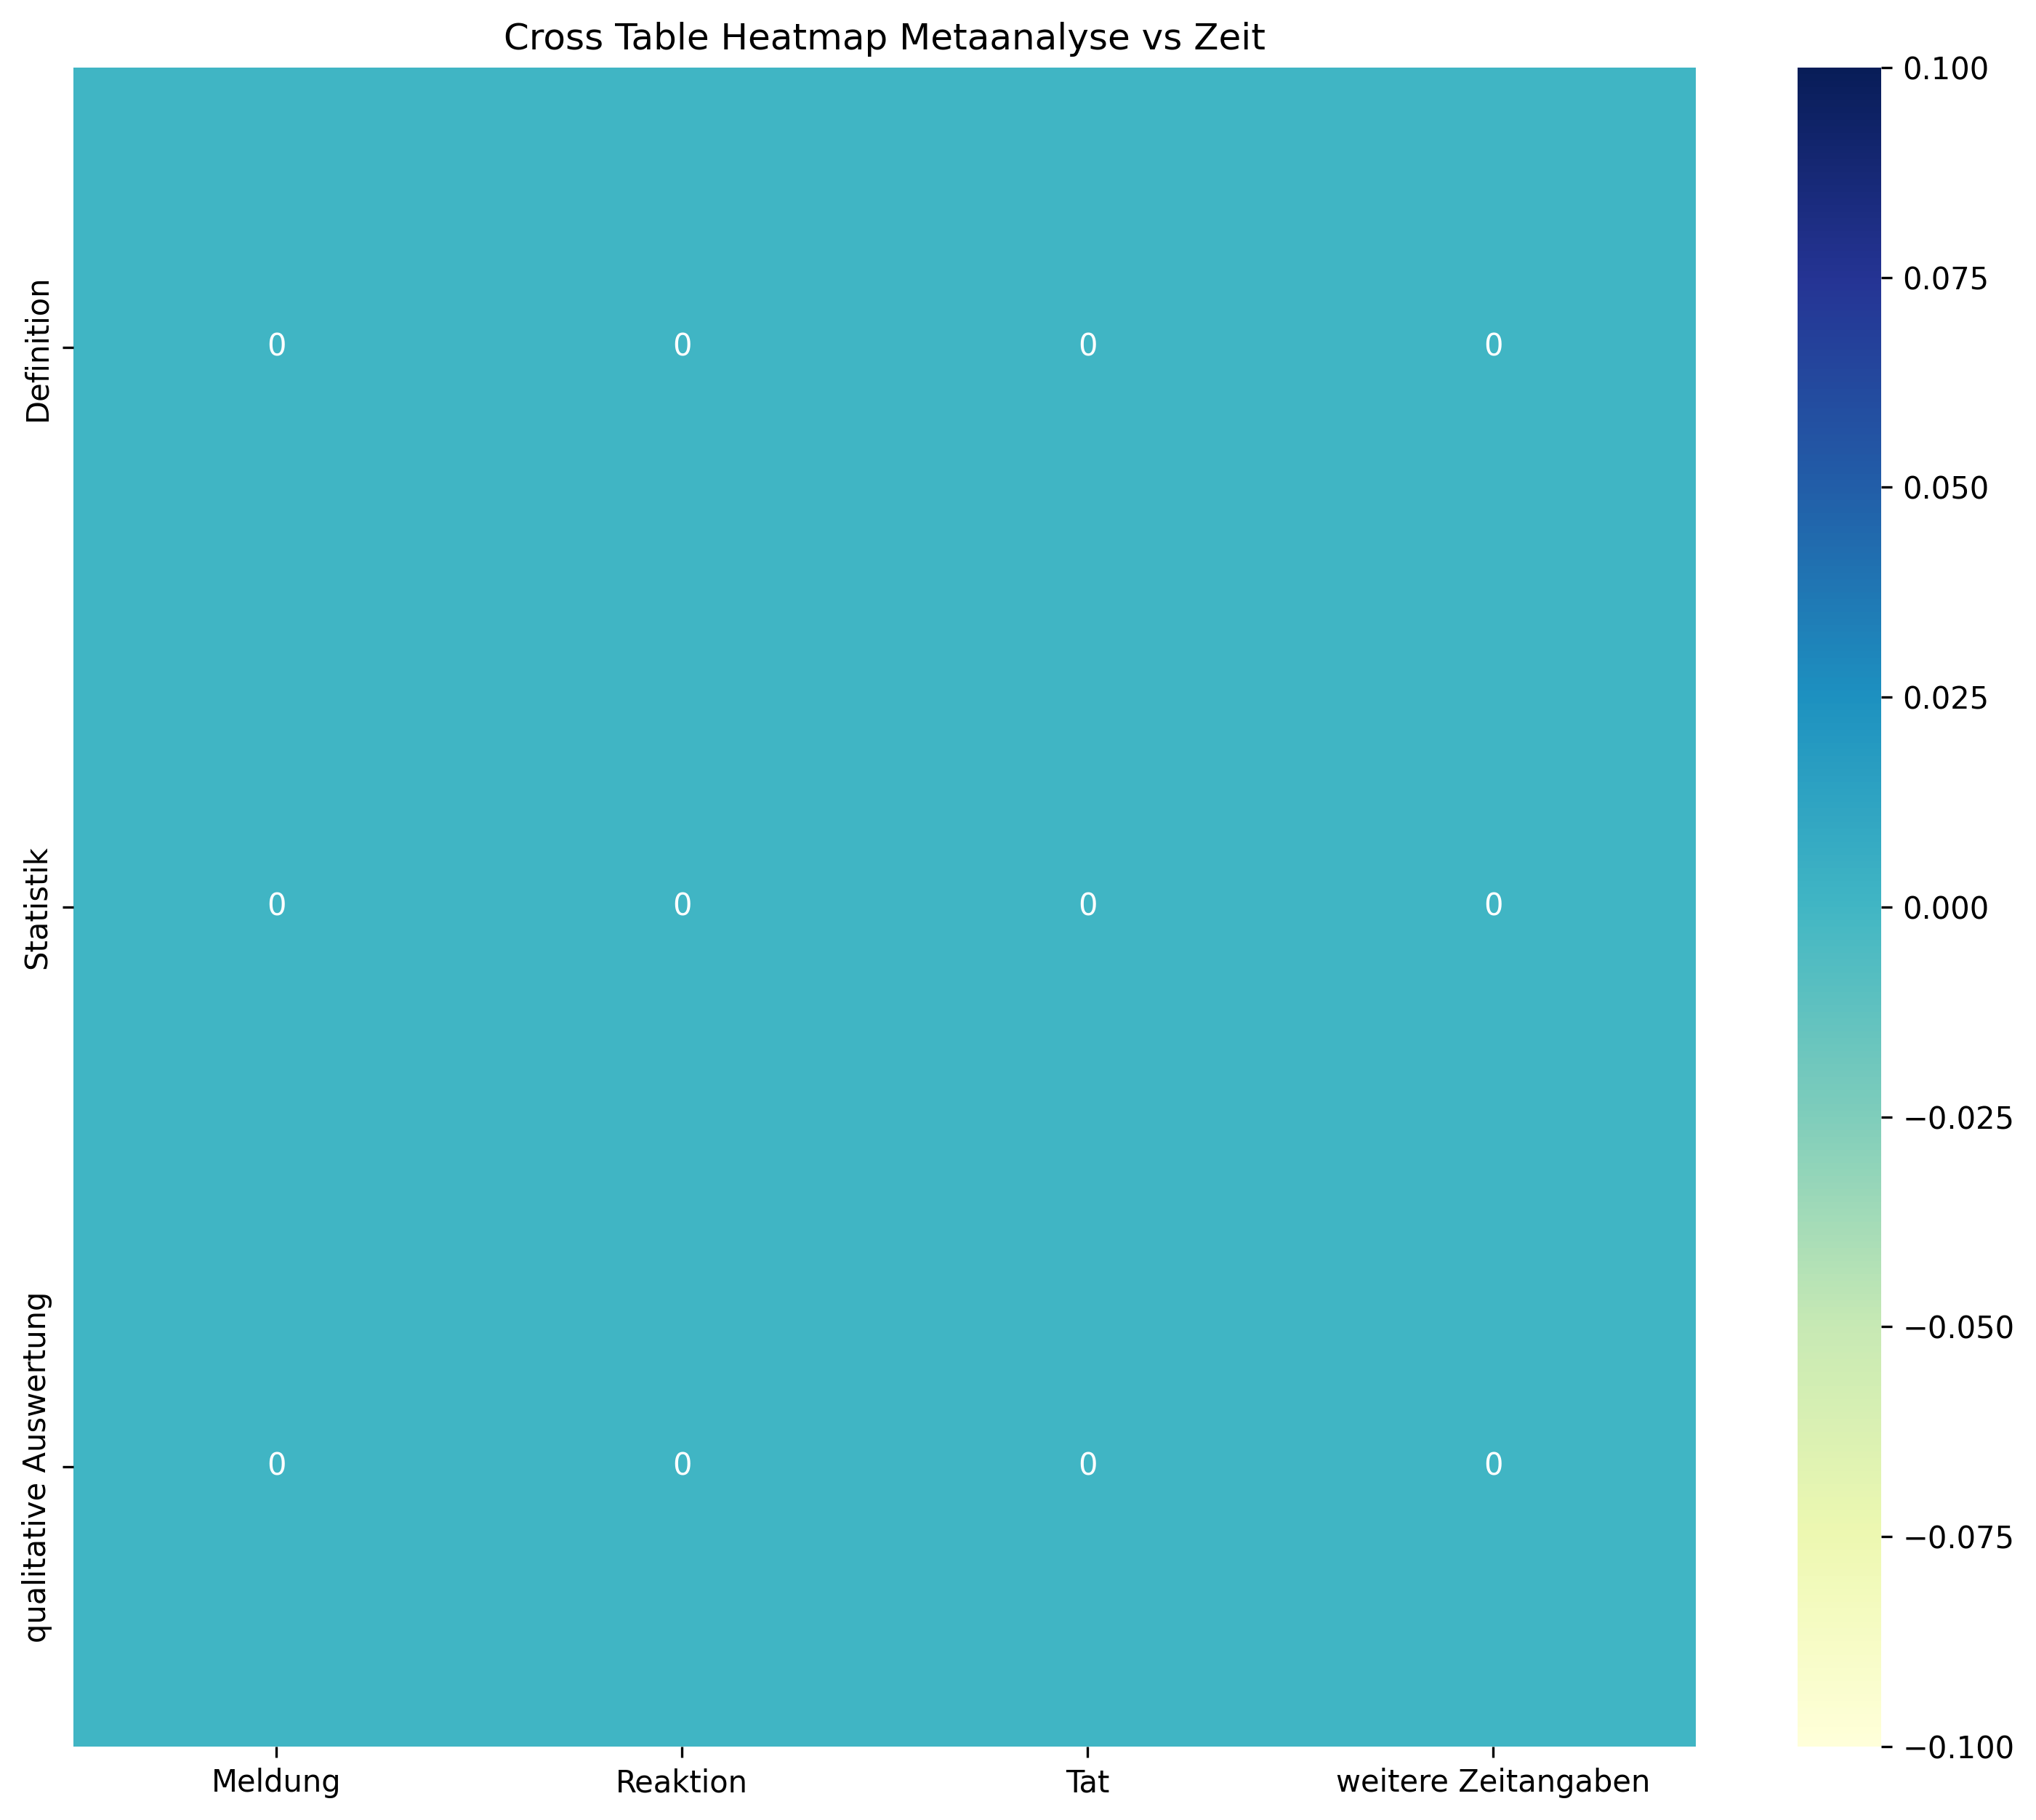 Cross Table Heatmap Metaanalyse vs Zeit
Definition
0 0 0 0
Statistik
0 0 0 0
qualitative Auswertung
0 0 0 0
Meldung Reaktion Tat weitere Zeitangaben
0.100
0.075
0.050
0.025
0.000
−0.025
−0.050
−0.075
−0.100